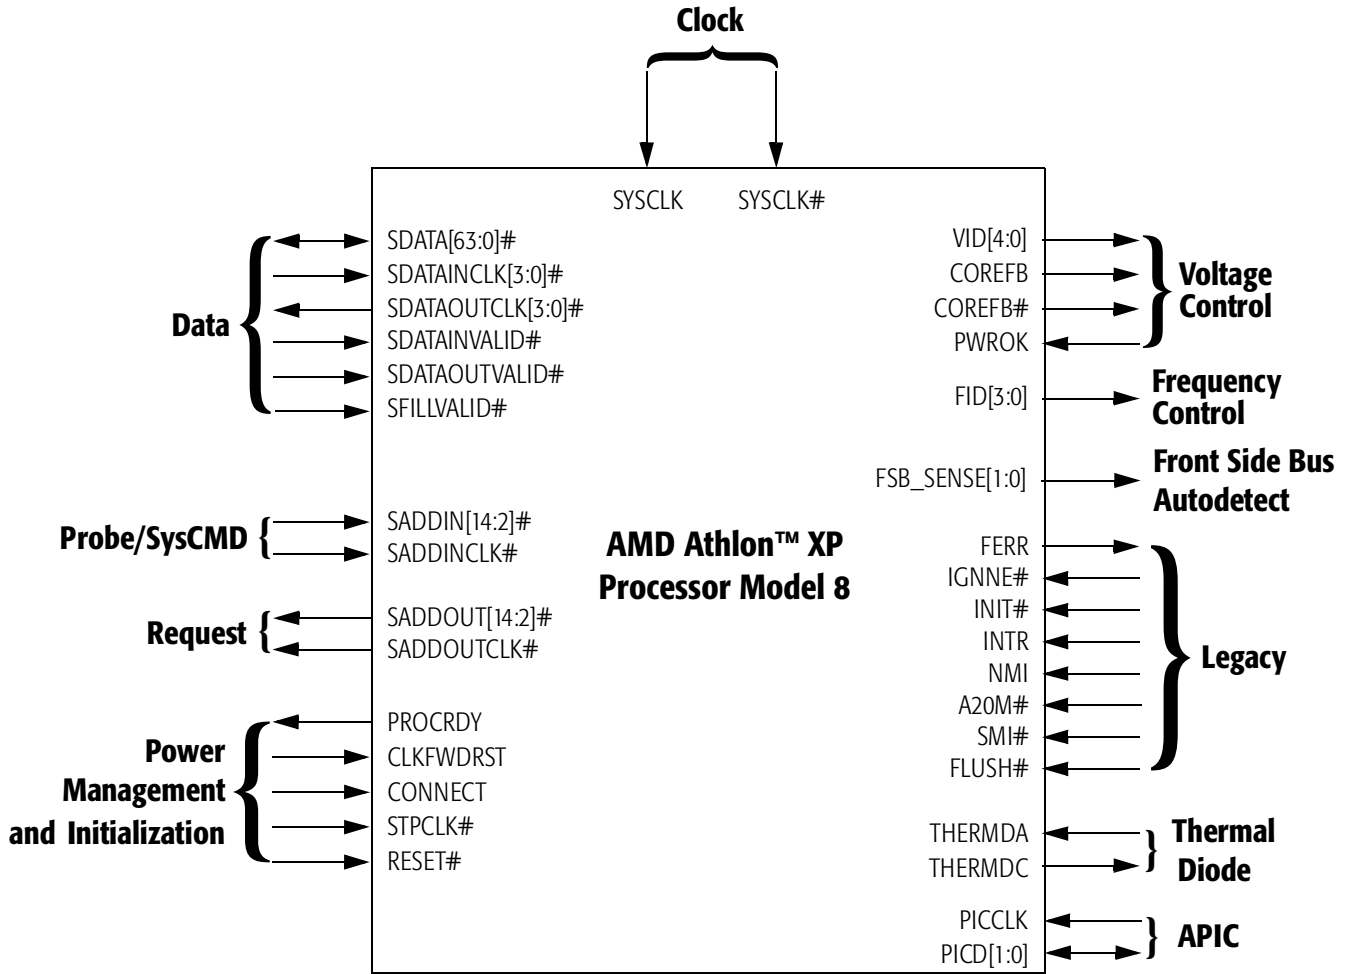 Clock
SYSCLK SYSCLK#
Data
SDATA[63:0]#
SDATAINCLK[3:0]#
SDATAOUTCLK[3:0]#
SDATAINVALID#
SDATAOUTVALID#
SFILLVALID#
Probe/SysCMD
SADDIN[14:2]#
SADDINCLK#
Request
SADDOUT[14:2]#
SADDOUTCLK#
Power
Management
and Initialization
PROCRDY
CLKFWDRST
CONNECT
STPCLK#
RESET#
AMD Athlon™ XP
Processor Model 8
VID[4:0]
COREFB
COREFB#
PWROK
Voltage
Control
FID[3:0]
Frequency
Control
FSB_SENSE[1:0]
Front Side Bus
Autodetect
FERR
IGNNE#
INIT#
INTR
NMI
A20M#
SMI#
FLUSH#
Legacy
THERMDA
THERMDC
Thermal
Diode
PICCLK
PICD[1:0]
APIC